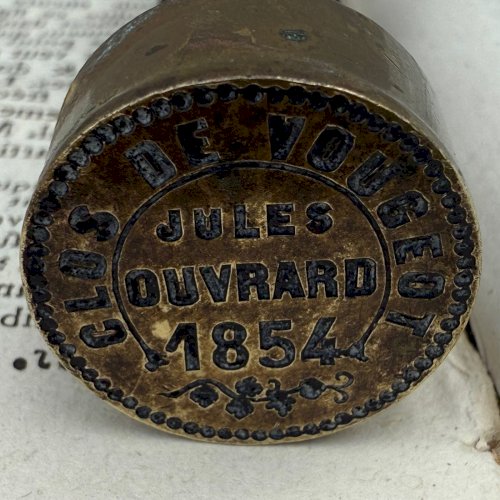 CLOS DE VOUGEOT
JULES
OUVRARD
1854